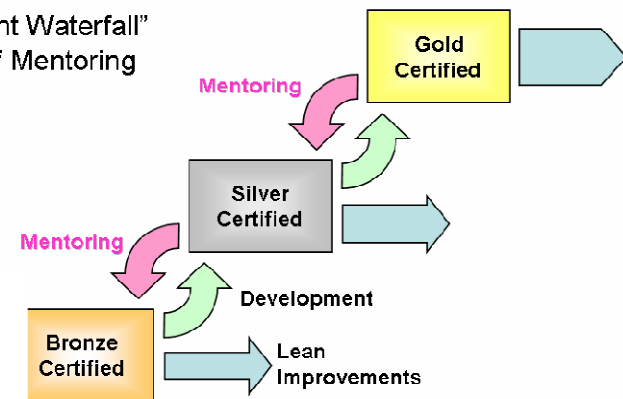 nt Waterfall”
f Mentoring
Gold
Certified
Mentoring
Silver
Certified
Mentoring
Development
Bronze
Certified
Lean
Improvements